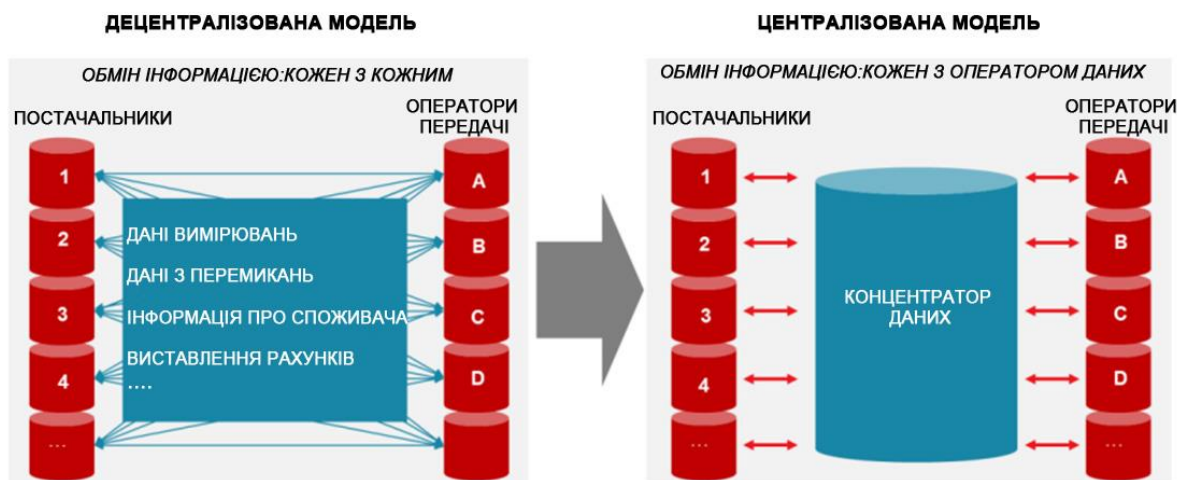 ДЕЦЕНТРАЛІЗОВАНА МОДЕЛЬ
ОБМІН ІНФОРМАЦІЄЮ:КОЖЕН З КОЖНИМ
ПОСТАЧАЛЬНИКИ
ОПЕРАТОРИ
ПЕРЕДАЧІ
1
2
3
4
...
ДАНІ ВИМІРЮВАНЬ
ДАНІ З ПЕРЕМИКАНЬ
ІНФОРМАЦІЯ ПРО СПОЖИВАЧА
ВИСТАВЛЕННЯ РАХУНКІВ
....
A
B
C
D
ЦЕНТРАЛІЗОВАНА МОДЕЛЬ
ОБМІН ІНФОРМАЦІЄЮ:КОЖЕН З ОПЕРАТОРОМ ДАНИХ
ПОСТАЧАЛЬНИКИ
ОПЕРАТОРИ
ПЕРЕДАЧІ
1
2
3
4
...
КОНЦЕНТРАТОР
ДАНИХ
A
B
C
D
...